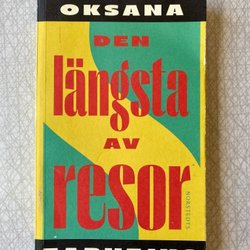 OKSANA
DEN
längsta
AV
resor
NORSTEDTS